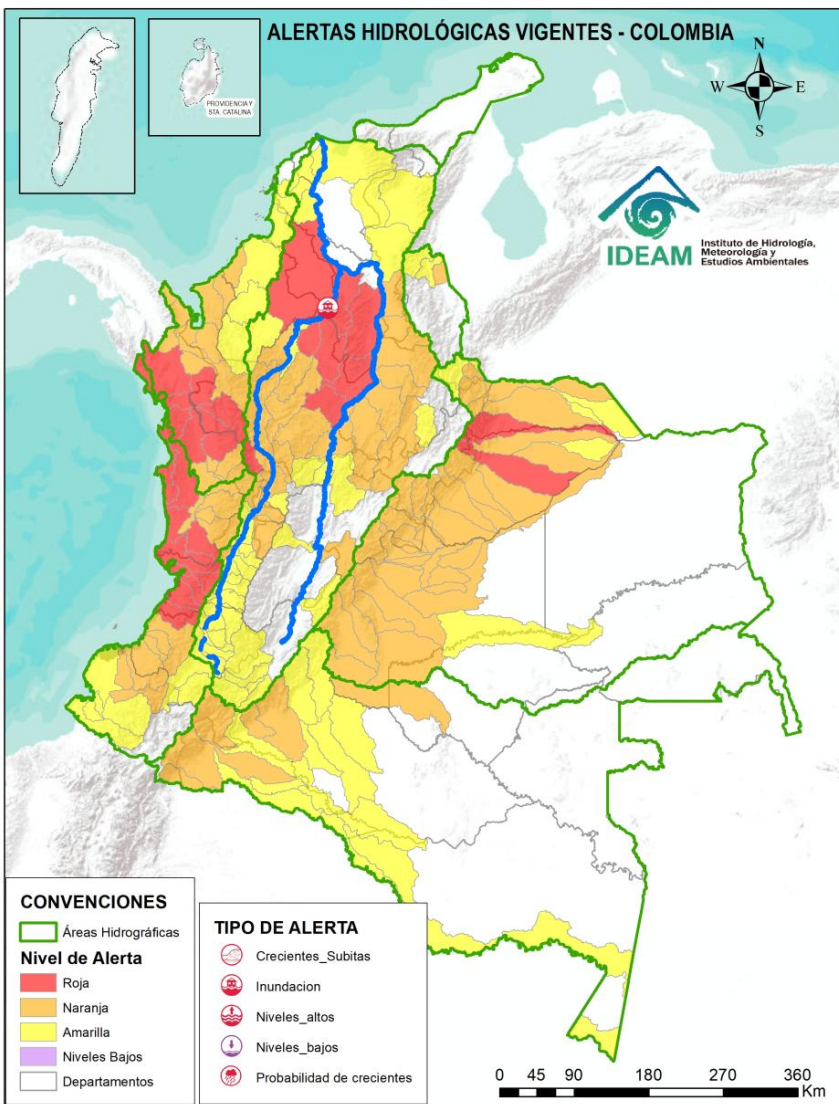 ALERTAS HIDROLÓGICAS VIGENTES - COLOMBIA
PROVIDENCIA Y
STA. CATALINA
N
W
E
S
IDEAM
Instituto de Hidrología,
Meteorología y
Estudios Ambientales
CONVENCIONES
Áreas Hidrográficas
Nivel de Alerta
Roja
Naranja
Amarilla
Niveles Bajos
Departamentos
TIPO DE ALERTA
Crecientes_Subitas
Inundacion
Niveles_altos
Niveles_bajos
Probabilidad de crecientes
0 45 90 180 270 360
Km